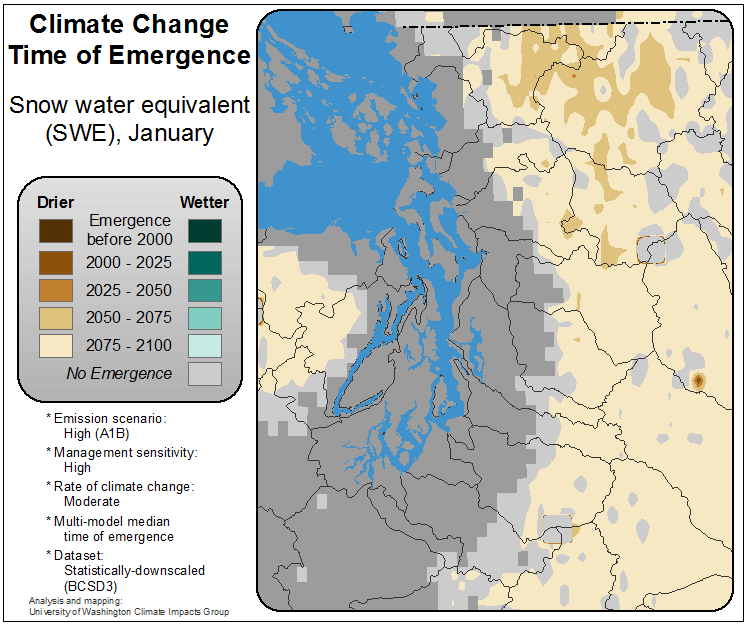 Climate Change
Time of Emergence
Snow water equivalent
(SWE), January
Drier Wetter
Emergence
before 2000
2000 - 2025
2025 - 2050
2050 - 2075
2075 - 2100
No Emergence
* Emission scenario:
High (A1B)
* Management sensitivity:
High
* Rate of climate change:
Moderate
* Multi-model median
time of emergence
* Dataset:
Statistically-downscaled
(BCSD3)
Analysis and mapping:
University of Washington Climate Impacts Group